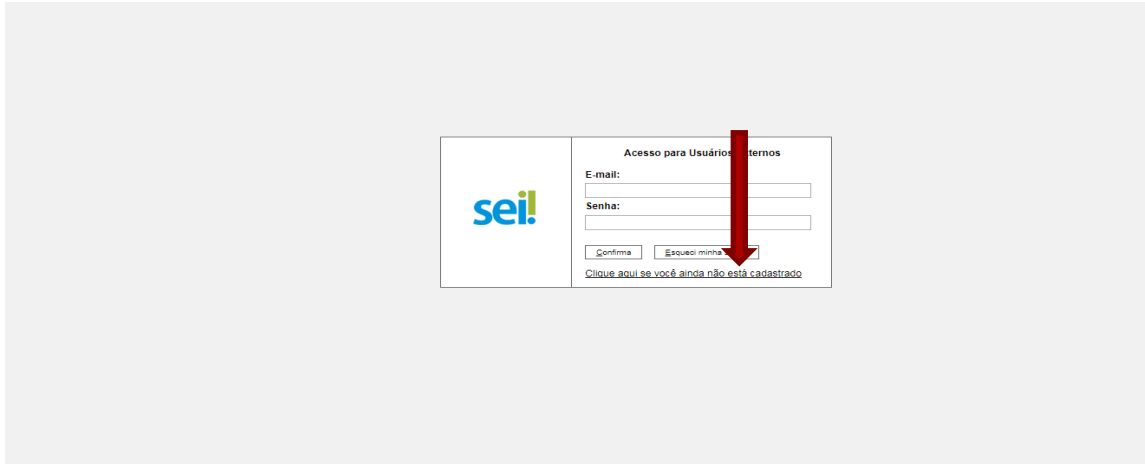 sei!
Acesso para Usuários ternos
E-mail:
Senha:
Confirma
Esqueci minha
Clique aqui se você ainda não está cadastrado